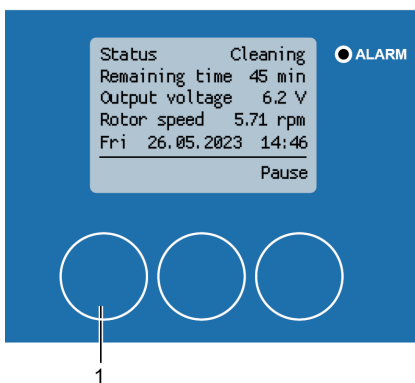 Status Cleaning
Remaining time 45 min
Output voltage 6.2 V
Rotor speed 5.71 rpm
Fri 26.05.2023 14:46
Pause
ALARM
1